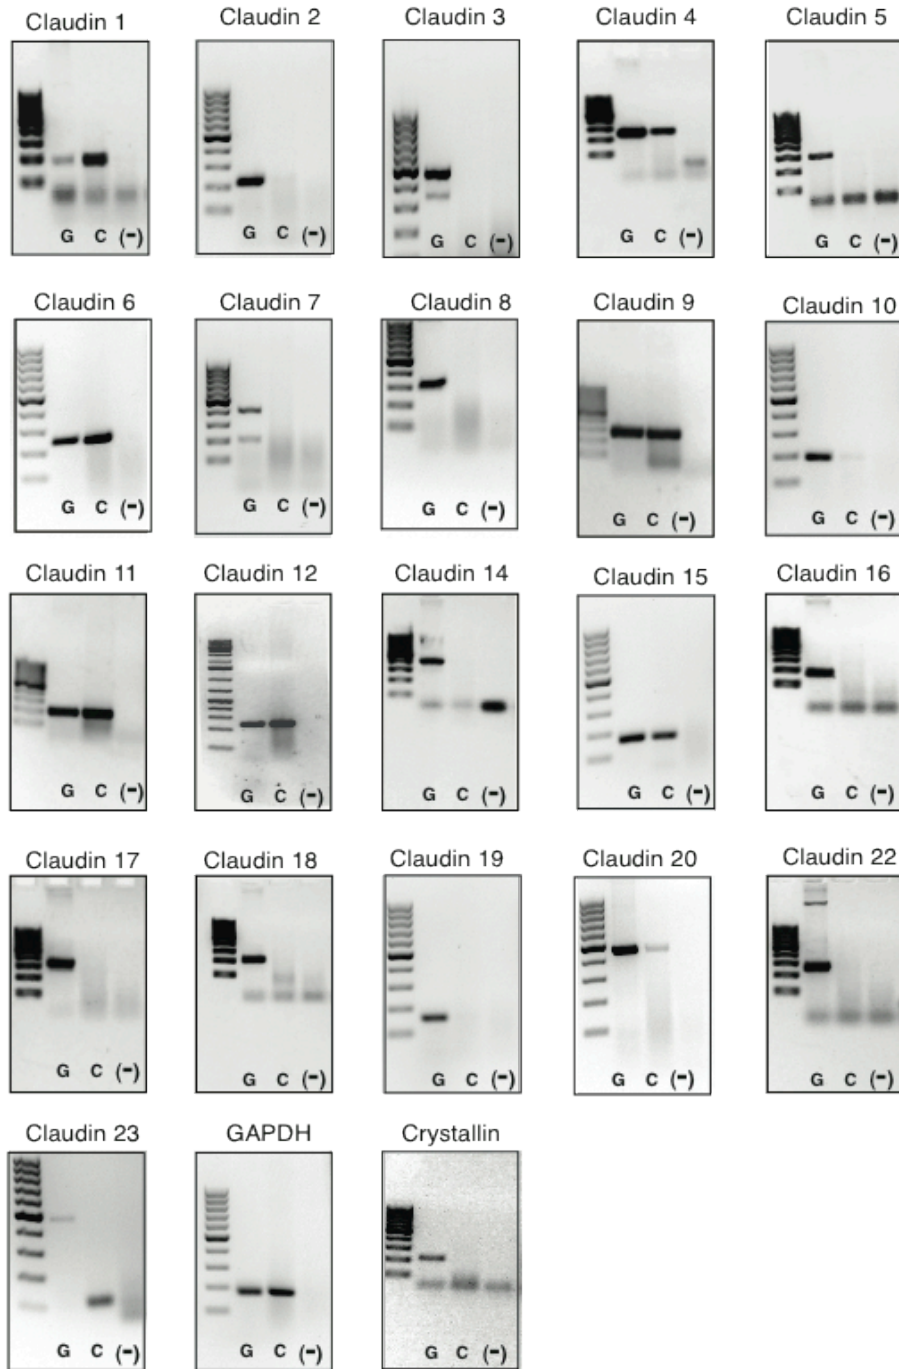 Claudin 1
Claudin 2
Claudin 3
Claudin 4
Claudin 5
G C (-)
G C (-)
G C (-)
G C (-)
G C (-)
Claudin 6
Claudin 7
Claudin 8
Claudin 9
Claudin 10
G C (-)
G C (-)
G C (-)
G C (-)
G C (-)
Claudin 11
Claudin 12
Claudin 14
Claudin 15
Claudin 16
G C (-)
G C (-)
G C (-)
G C (-)
G C (-)
Claudin 17
Claudin 18
Claudin 19
Claudin 20
Claudin 22
G C (-)
G C (-)
G C (-)
G C (-)
G C (-)
Claudin 23
GAPDH
Crystallin
G C (-)
G C (-)
G C (-)